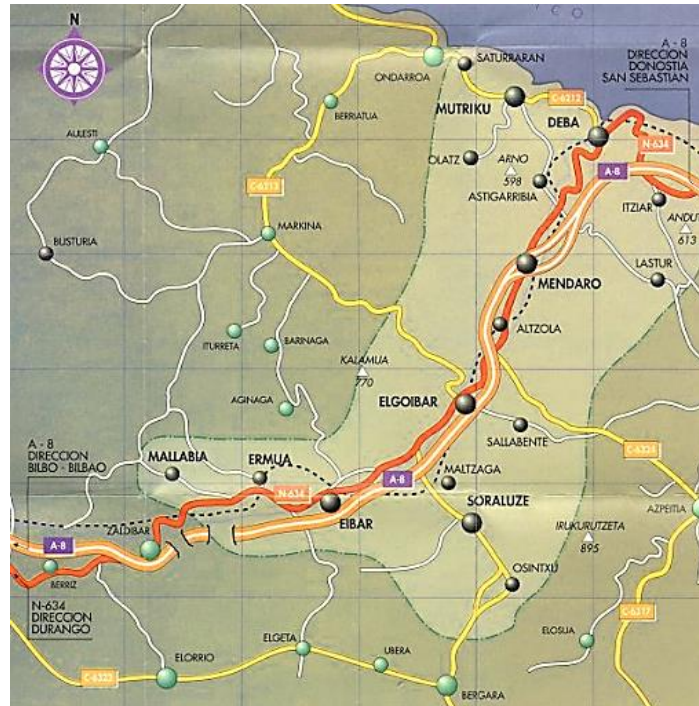 N
ONDARROA
SATURRARAN
A - 8
DIRECCION
DONOSTIA
SAN SEBASTIAN
BERRIATUA
MUTRIKU
C-6212
DEBA
AULESTI
OLATZ
ARNO
598
N-634
A-8
C-6213
ASTIGARRIBIA
ITZIAR
MARKINA
613
BUSTURIA
MENDARO
LASTUR
ALTZOLA
ITURRETA
BARINAGA
KALAMUA
770
AGINAGA
ELGOIBAR
SALLABENTE
A - 8
DIRECCION
BILBO - BILBAO
MALLABIA
ERMUA
MALTZAGA
A-8
N-634
EIBAR
SORALUZE
AZPEITIA
ZALDIBAR
IRUKURUTZETA
895
A-8
BERRIZ
OSINTXU
N-634
DIRECCION
DURANGO
C-6317
ELOSUA
ELGETA
UBERA
ELORRIO
BERGARA